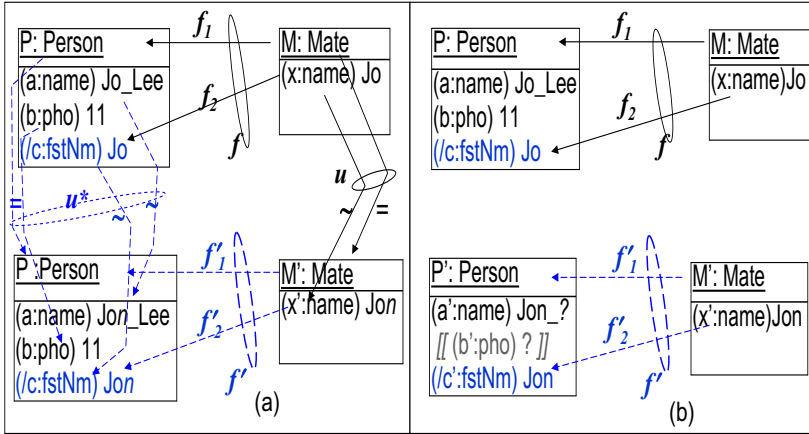 P: Person
(a:name) Jo_Lee
(b:pho) 11
(/c:fstNm) Jo
f1
f2
f
M: Mate
(x:name) Jo
u
~
=
=
u*
~
~
P :Person
(a:name) Jon_Lee
(b:pho) 11
(/c:fstNm) Jon
f'1
f'2
f'
M': Mate
(x':name) Jon
(a)
P: Person
(a:name) Jo_Lee
(b:pho) 11
(/c:fstNm) Jo
f1
f2
f
M: Mate
(x:name)Jo
P': Person
(a':name) Jon_?
[[ (b':pho) ? ]]
(/c':fstNm) Jon
f'1
f'2
f'
M': Mate
(x':name)Jon
(b)